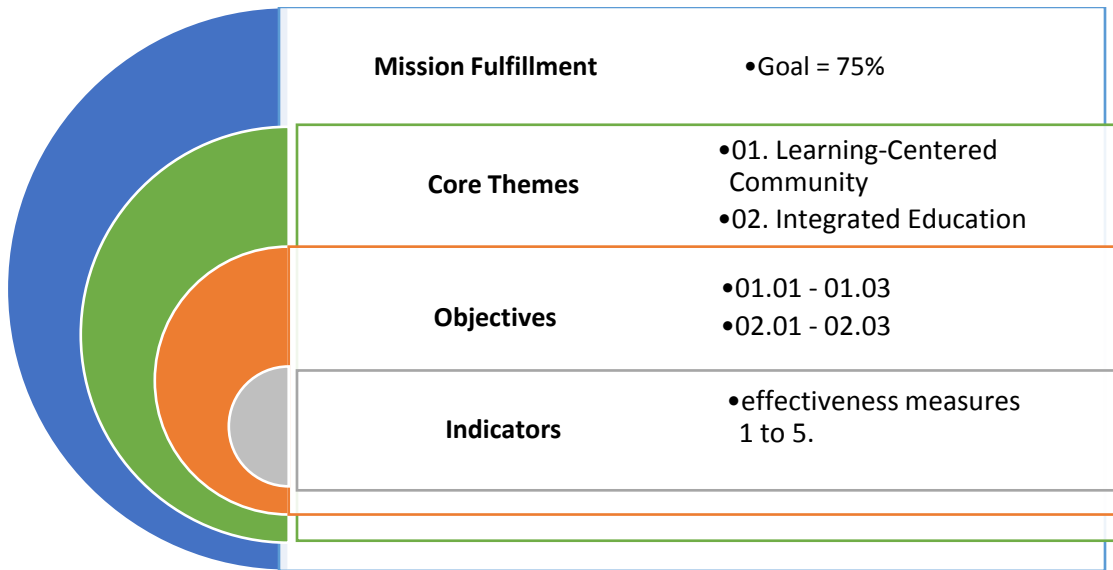 Mission Fulfillment
•Goal = 75%
Core Themes
•01. Learning-Centered
Community
•02. Integrated Education
Objectives
•01.01 - 01.03
•02.01 - 02.03
Indicators
•effectiveness measures
1 to 5.